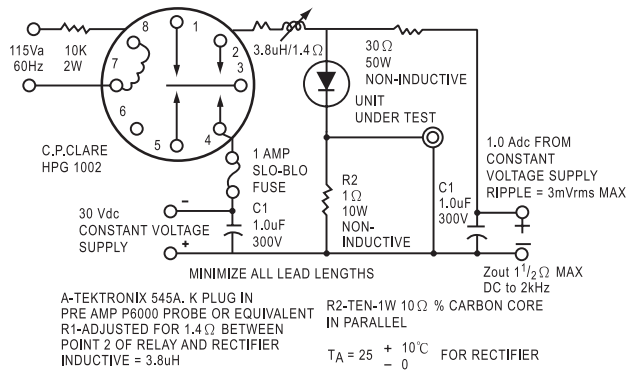 115Va
60Hz
10K
2W
8
1
7
2
3
6
5
4
C.P.CLARE
HPG 1002
3.8uH/1.4Ω
30Ω
50W
NON-INDUCTIVE
UNIT
UNDER TEST
1 AMP
SLO-BLO
FUSE
R2
1Ω
10W
NON-
INDUCTIVE
C1
1.0uF
300V
1.0 Adc FROM
CONSTANT
VOLTAGE SUPPLY
RIPPLE = 3mVrms MAX
30 Vdc
CONSTANT VOLTAGE
SUPPLY
−
+
C1
1.0uF
300V
+
−
MINIMIZE ALL LEAD LENGTHS
Zout 1 1/2 Ω MAX
DC to 2kHz
A-TEKTRONIX 545A. K PLUG IN
PRE AMP P6000 PROBE OR EQUIVALENT
R1-ADJUSTED FOR 1.4Ω BETWEEN
POINT 2 OF RELAY AND RECTIFIER
INDUCTIVE = 3.8uH
R2-TEN-1W 10Ω % CARBON CORE
IN PARALLEL
TA = 25 + 10℃ − 0 FOR RECTIFIER